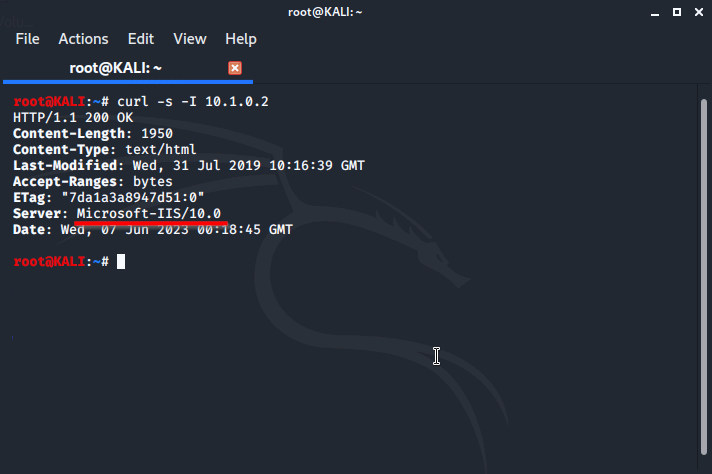 root@KALI: ~
File Actions Edit View Help
root@KALI: ~
root@KALI:~# curl -s -I 10.1.0.2
HTTP/1.1 200 OK
Content-Length: 1950
Content-Type: text/html
Last-Modified: Wed, 31 Jul 2019 10:16:39 GMT
Accept-Ranges: bytes
ETag: "7da1a3a8947d51:0"
Server: Microsoft-IIS/10.0
Date: Wed, 07 Jun 2023 00:18:45 GMT
root@KALI:~#